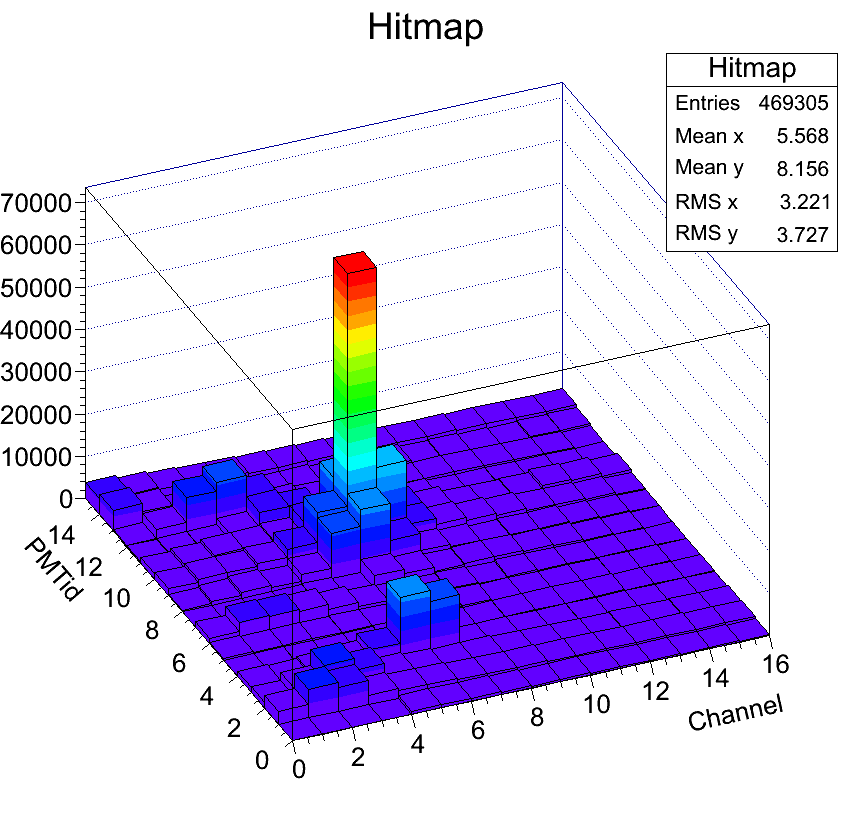 Hitmap
Hitmap
Entries 469305
Mean x 5.568
Mean y 8.156
RMS x 3.221
RMS y 3.727
70000
60000
50000
40000
30000
20000
10000
0
14
12
10
8
6
4
2
0
PMTid
0
2
4
6
8
10
12
14
16
Channel